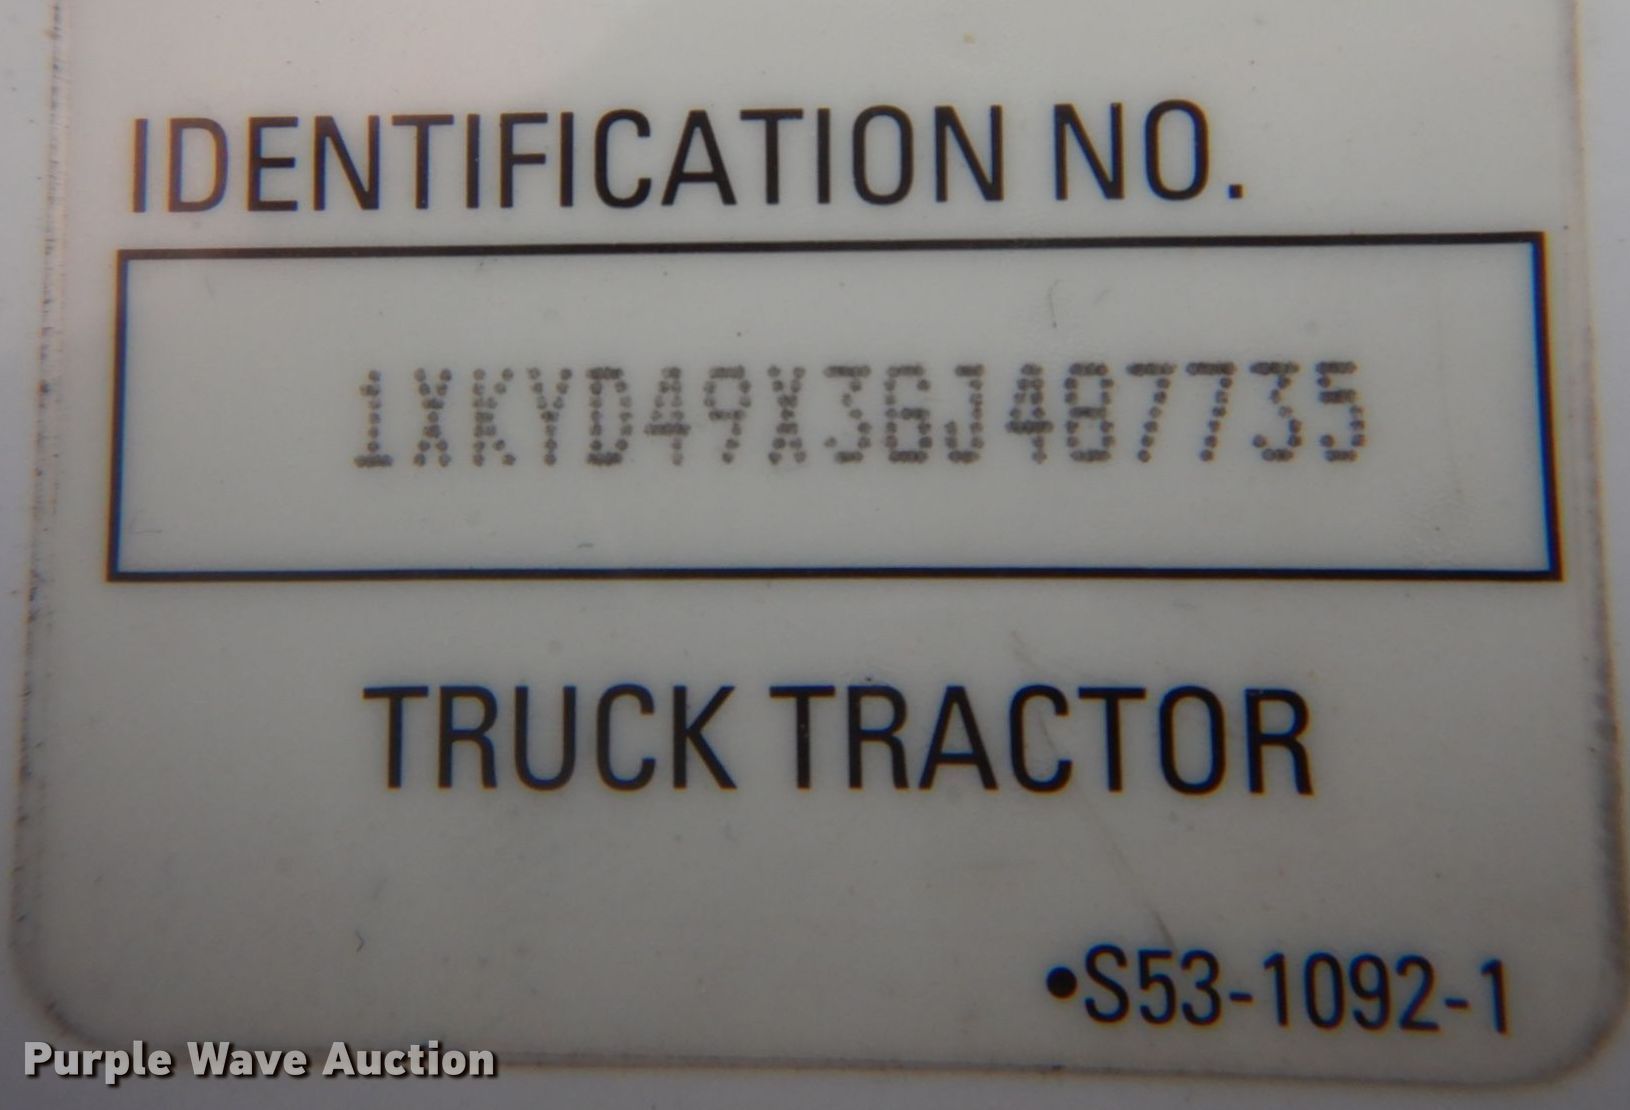 IDENTIFICATION NO.
1XKYD49X36J487735
TRUCK TRACTOR
•S53-1092-1
Purple Wave Auction